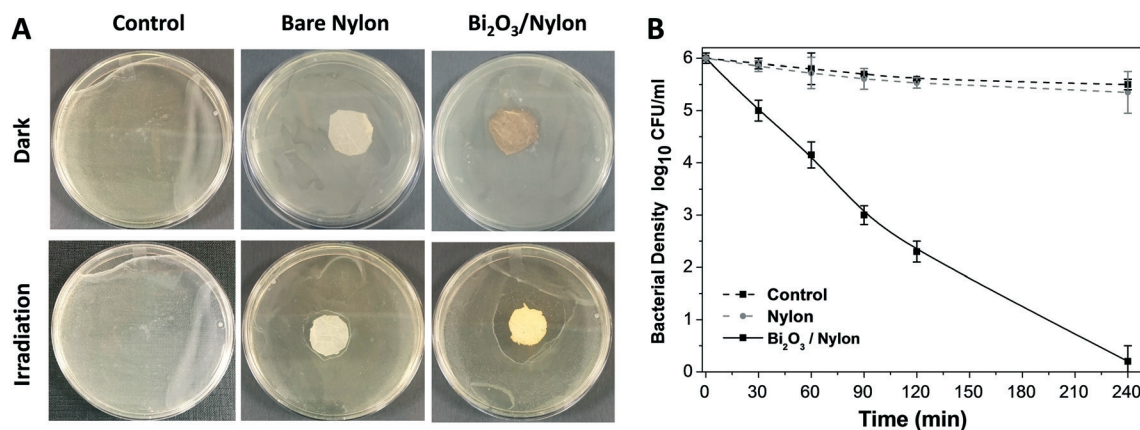 A
Control
Bare Nylon
Bi₂O₃/Nylon
Dark
Irradiation
B
Bacterial Density log₁₀ CFU/ml
6
5
4
3
2
1
0
Control
Nylon
Bi₂O₃ / Nylon
0 30 60 90 120 150 180 210 240
Time (min)